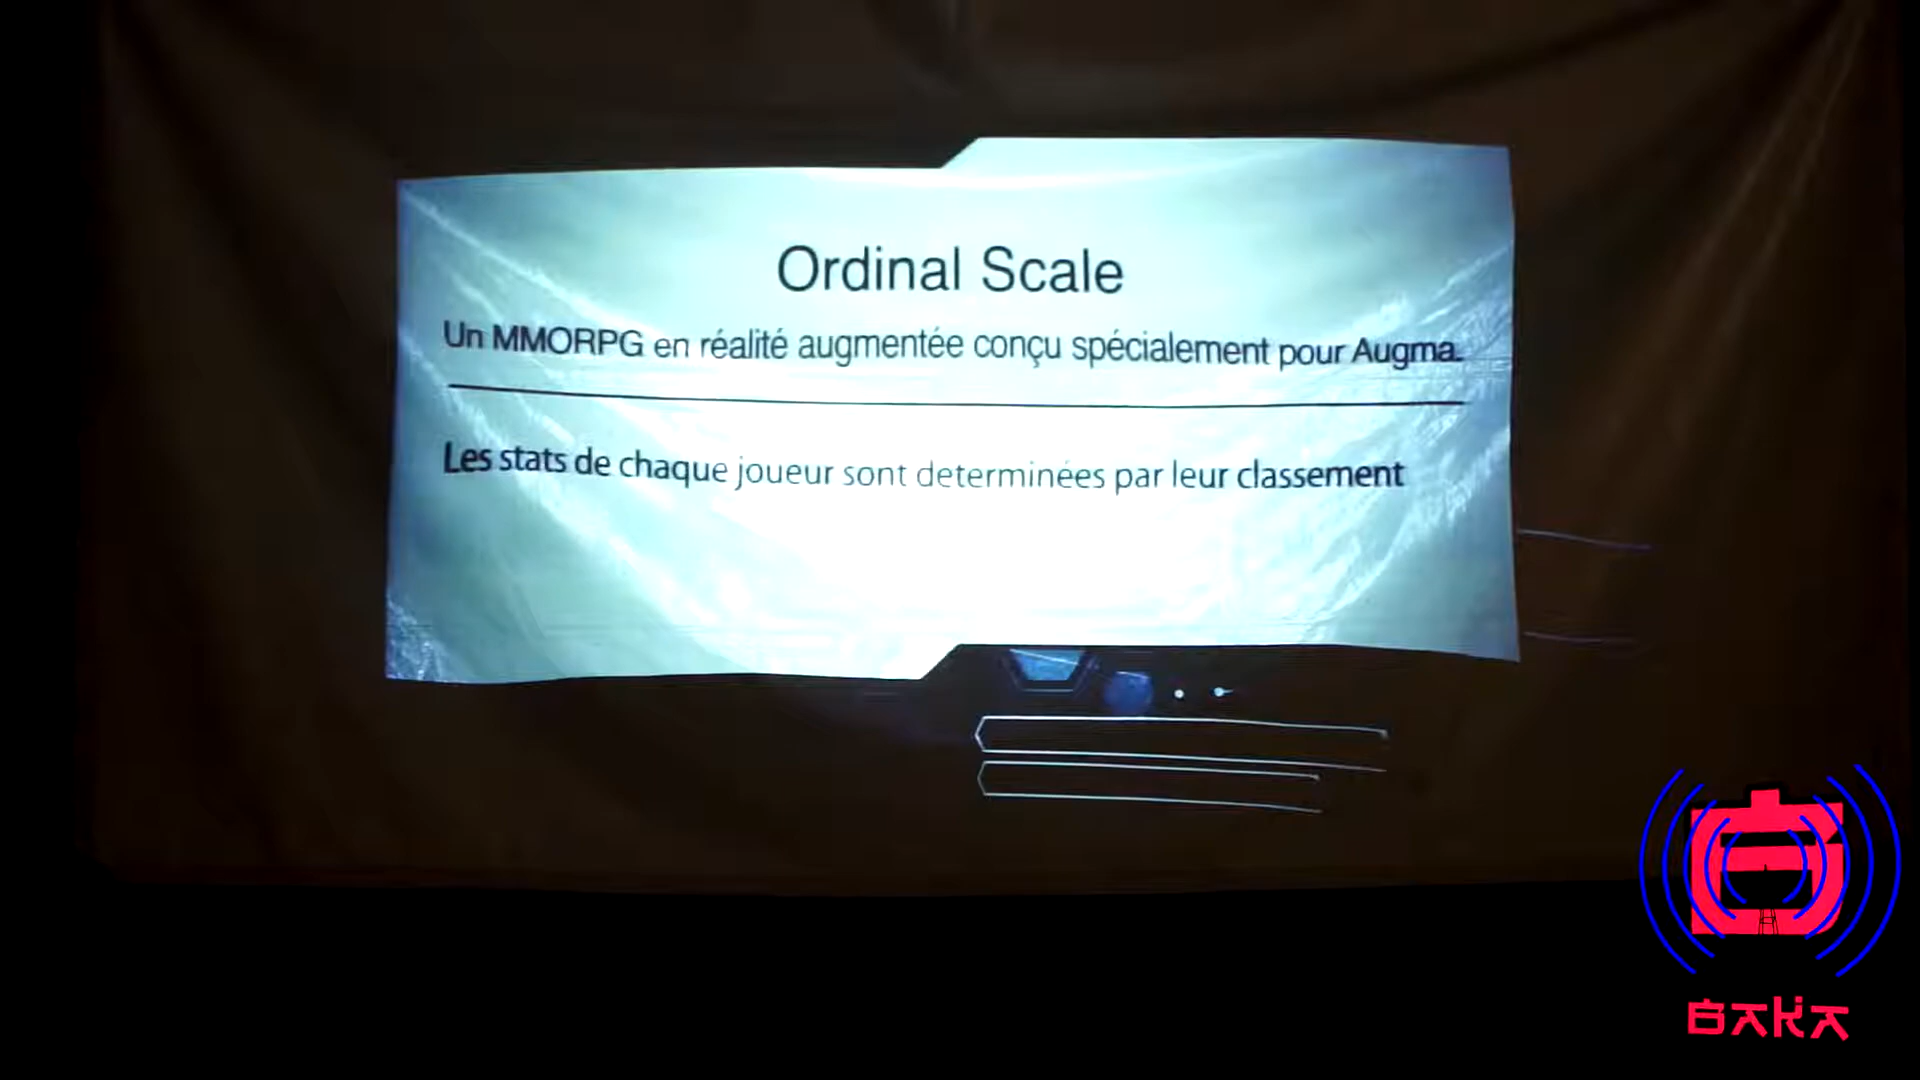 Ordinal Scale
Un MMORPG en réalité augmentée conçu spécialement pour Augma.
Les stats de chaque joueur sont determinées par leur classement
BAKA